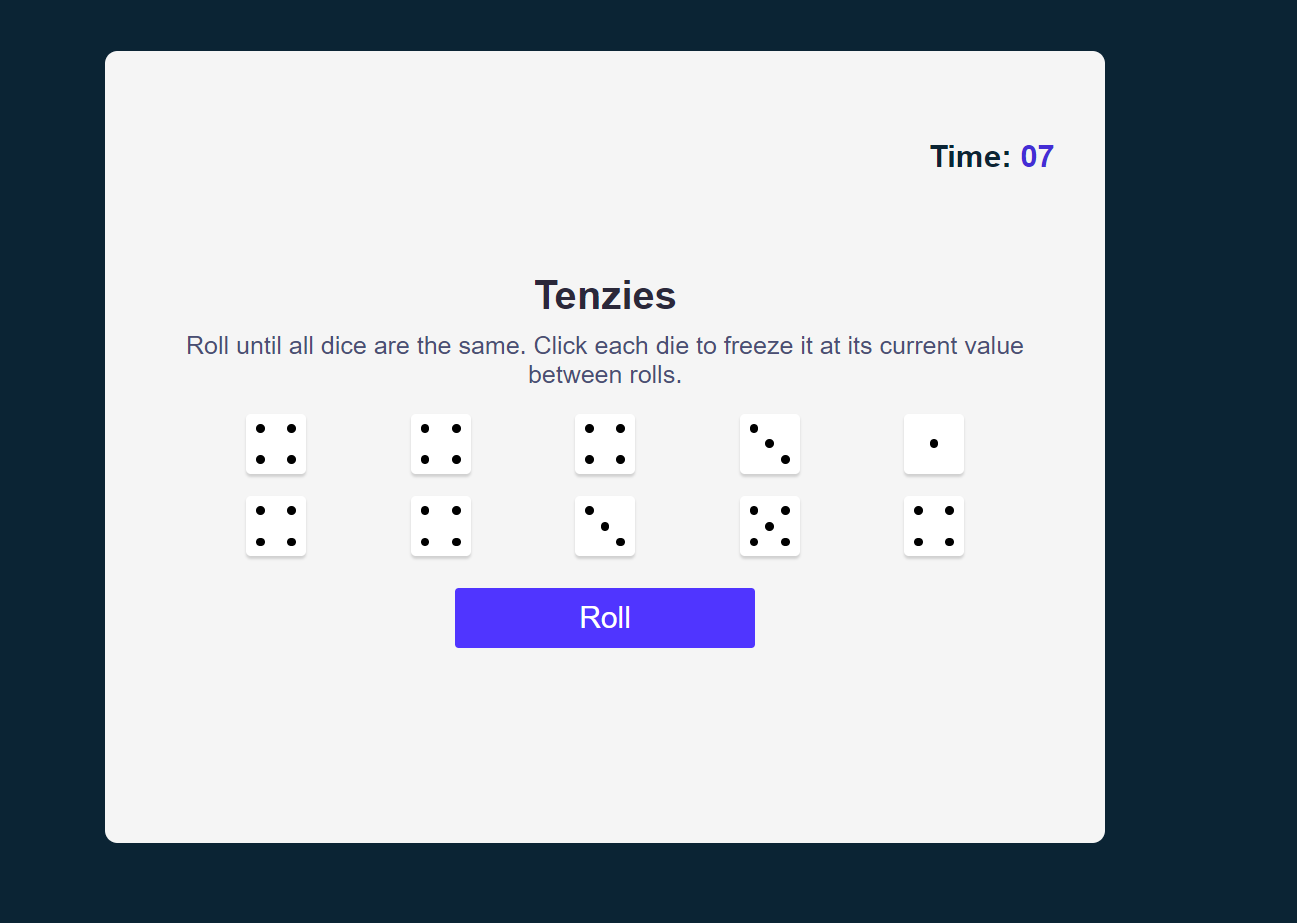 Time: 07
Tenzies
Roll until all dice are the same. Click each die to freeze it at its current value
between rolls.
Roll